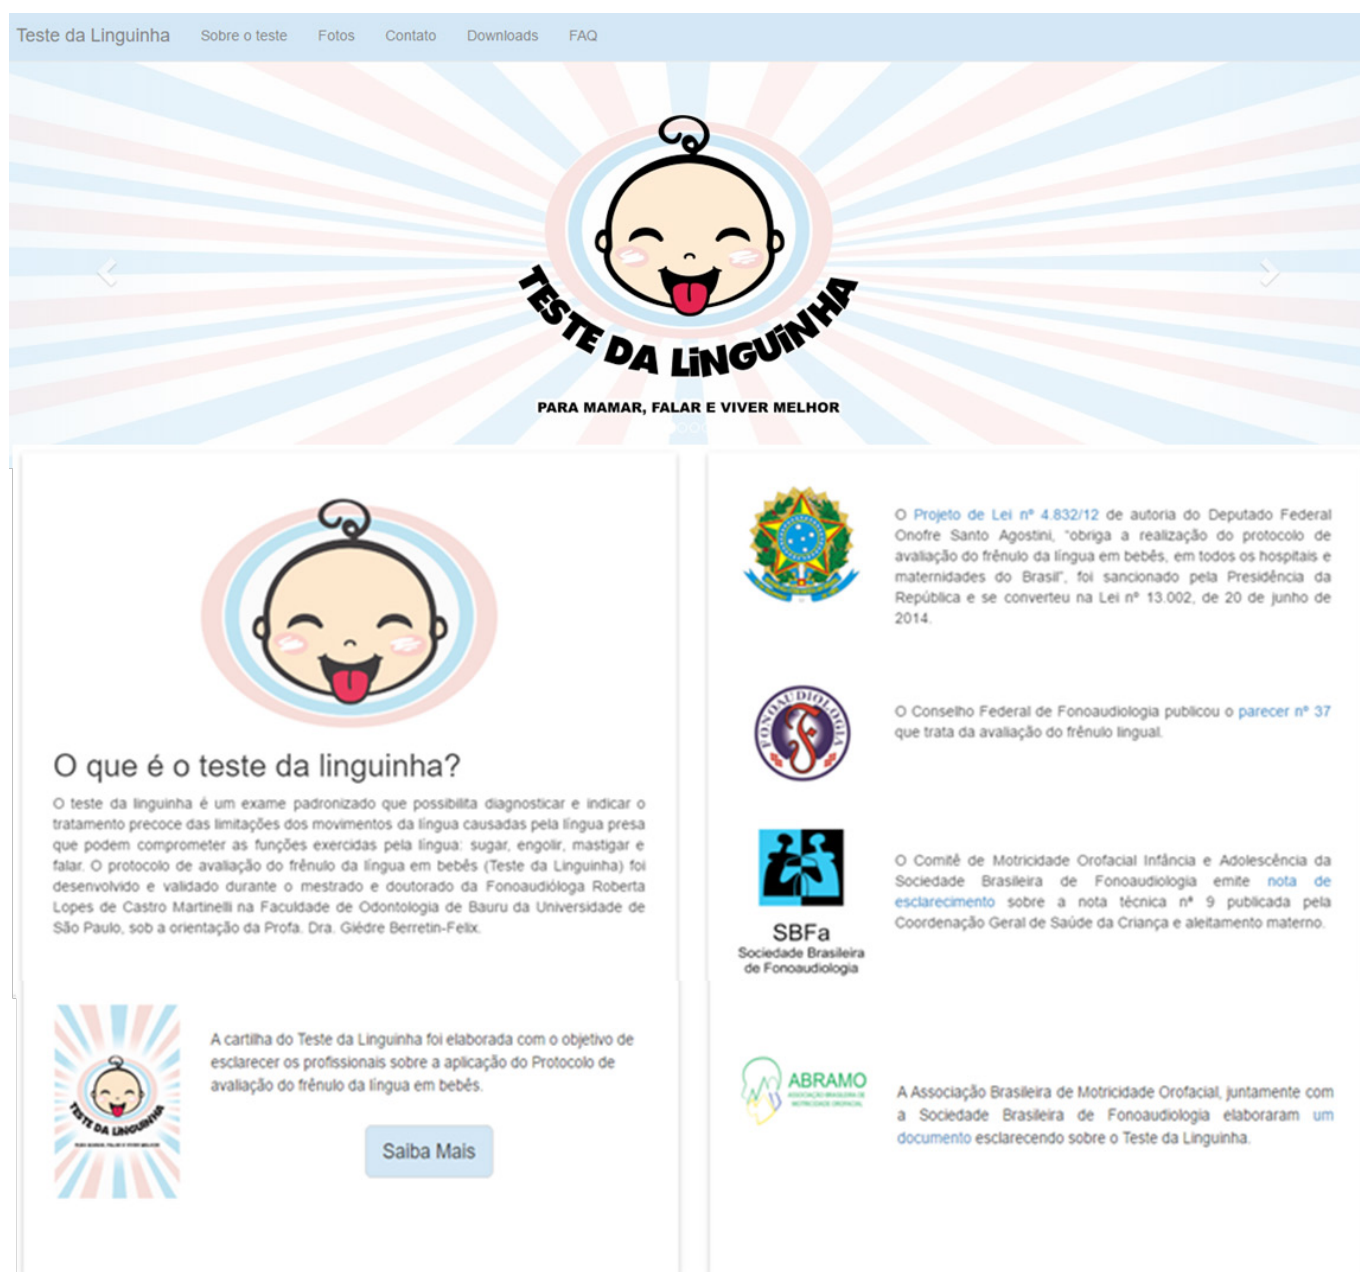 Teste da Linguinha Sobre o teste Fotos Contato Downloads FAQ
TESTE DA LiNGUiNHA
PARA MAMAR, FALAR E VIVER MELHOR
O que é o teste da linguinha?
O teste da linguinha é um exame padronizado que possibilita diagnosticar e indicar o
tratamento precoce das limitações dos movimentos da língua causadas pela língua presa
que podem comprometer as funções exercidas pela língua: sugar, engolir, mastigar e
falar. O protocolo de avaliação do frênulo da língua em bebês (Teste da Linguinha) foi
desenvolvido e validado durante o mestrado e doutorado da Fonoaudióloga Roberta
Lopes de Castro Martinelli na Faculdade de Odontologia de Bauru da Universidade de
São Paulo, sob a orientação da Profa. Dra. Giédre Berretin-Felix.
TESTE DA LiNGUiNHA
PARA MAMAR, FALAR E VIVER MELHOR
A cartilha do Teste da Linguinha foi elaborada com o objetivo de
esclarecer os profissionais sobre a aplicação do Protocolo de
avaliação do frênulo da língua em bebês.
Saiba Mais
O Projeto de Lei nº 4.832/12 de autoria do Deputado Federal
Onofre Santo Agostini, “obriga a realização do protocolo de
avaliação do frênulo da língua em bebês, em todos os hospitais e
maternidades do Brasil”, foi sancionado pela Presidência da
República e se converteu na Lei nº 13.002, de 20 de junho de
2014.
FONOAUDIOLOGIA
O Conselho Federal de Fonoaudiologia publicou o parecer nº 37
que trata da avaliação do frênulo lingual.
SBFa
Sociedade Brasileira
de Fonoaudiologia
O Comitê de Motricidade Orofacial Infância e Adolescência da
Sociedade Brasileira de Fonoaudiologia emite nota de
esclarecimento sobre a nota técnica nº 9 publicada pela
Coordenação Geral de Saúde da Criança e aleitamento materno.
ABRAMO
ASSOCIAÇÃO BRASILEIRA DE
MOTRICIDADE OROFACIAL
A Associação Brasileira de Motricidade Orofacial, juntamente com
a Sociedade Brasileira de Fonoaudiologia elaboraram um
documento esclarecendo sobre o Teste da Linguinha.